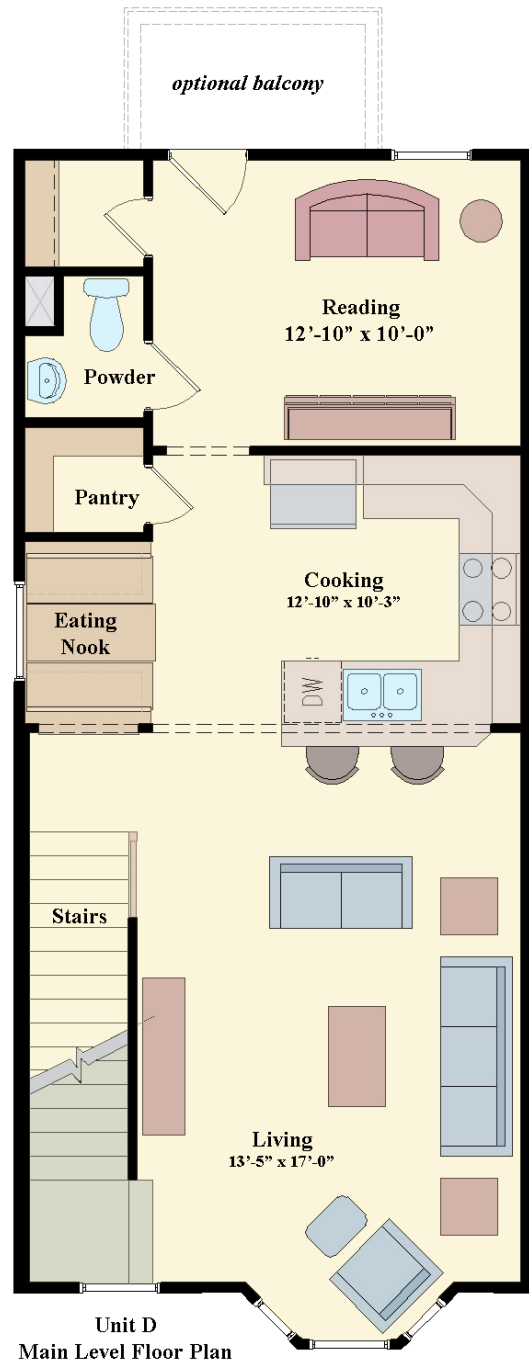 optional balcony
Reading
12’-10” x 10’-0”
Powder
Pantry
Cooking
12’-10” x 10’-3”
Eating
Nook
DW
Stairs
Living
13’-5” x 17’-0”
Unit D
Main Level Floor Plan